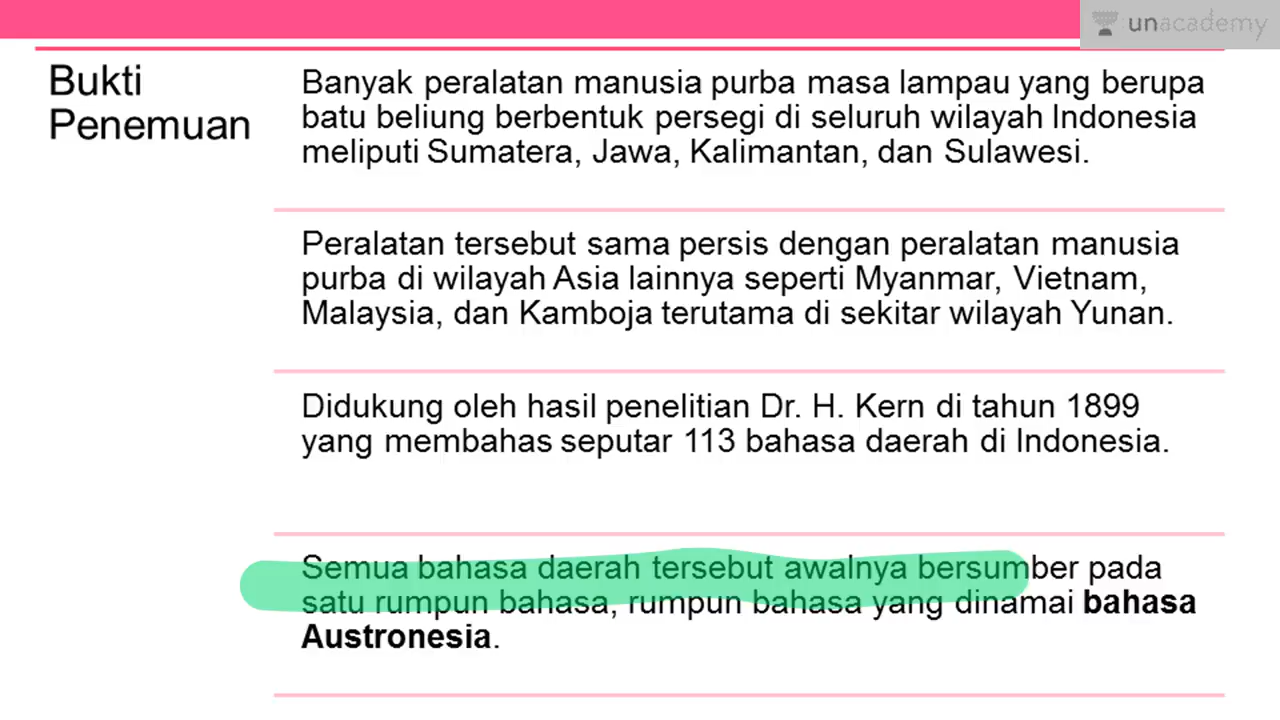 unacademy
Bukti
Penemuan
Banyak peralatan manusia purba masa lampau yang berupa
batu beliung berbentuk persegi di seluruh wilayah Indonesia
meliputi Sumatera, Jawa, Kalimantan, dan Sulawesi.
Peralatan tersebut sama persis dengan peralatan manusia
purba di wilayah Asia lainnya seperti Myanmar, Vietnam,
Malaysia, dan Kamboja terutama di sekitar wilayah Yunan.
Didukung oleh hasil penelitian Dr. H. Kern di tahun 1899
yang membahas seputar 113 bahasa daerah di Indonesia.
Semua bahasa daerah tersebut awalnya bersumber pada
satu rumpun bahasa, rumpun bahasa yang dinamai bahasa
Austronesia.